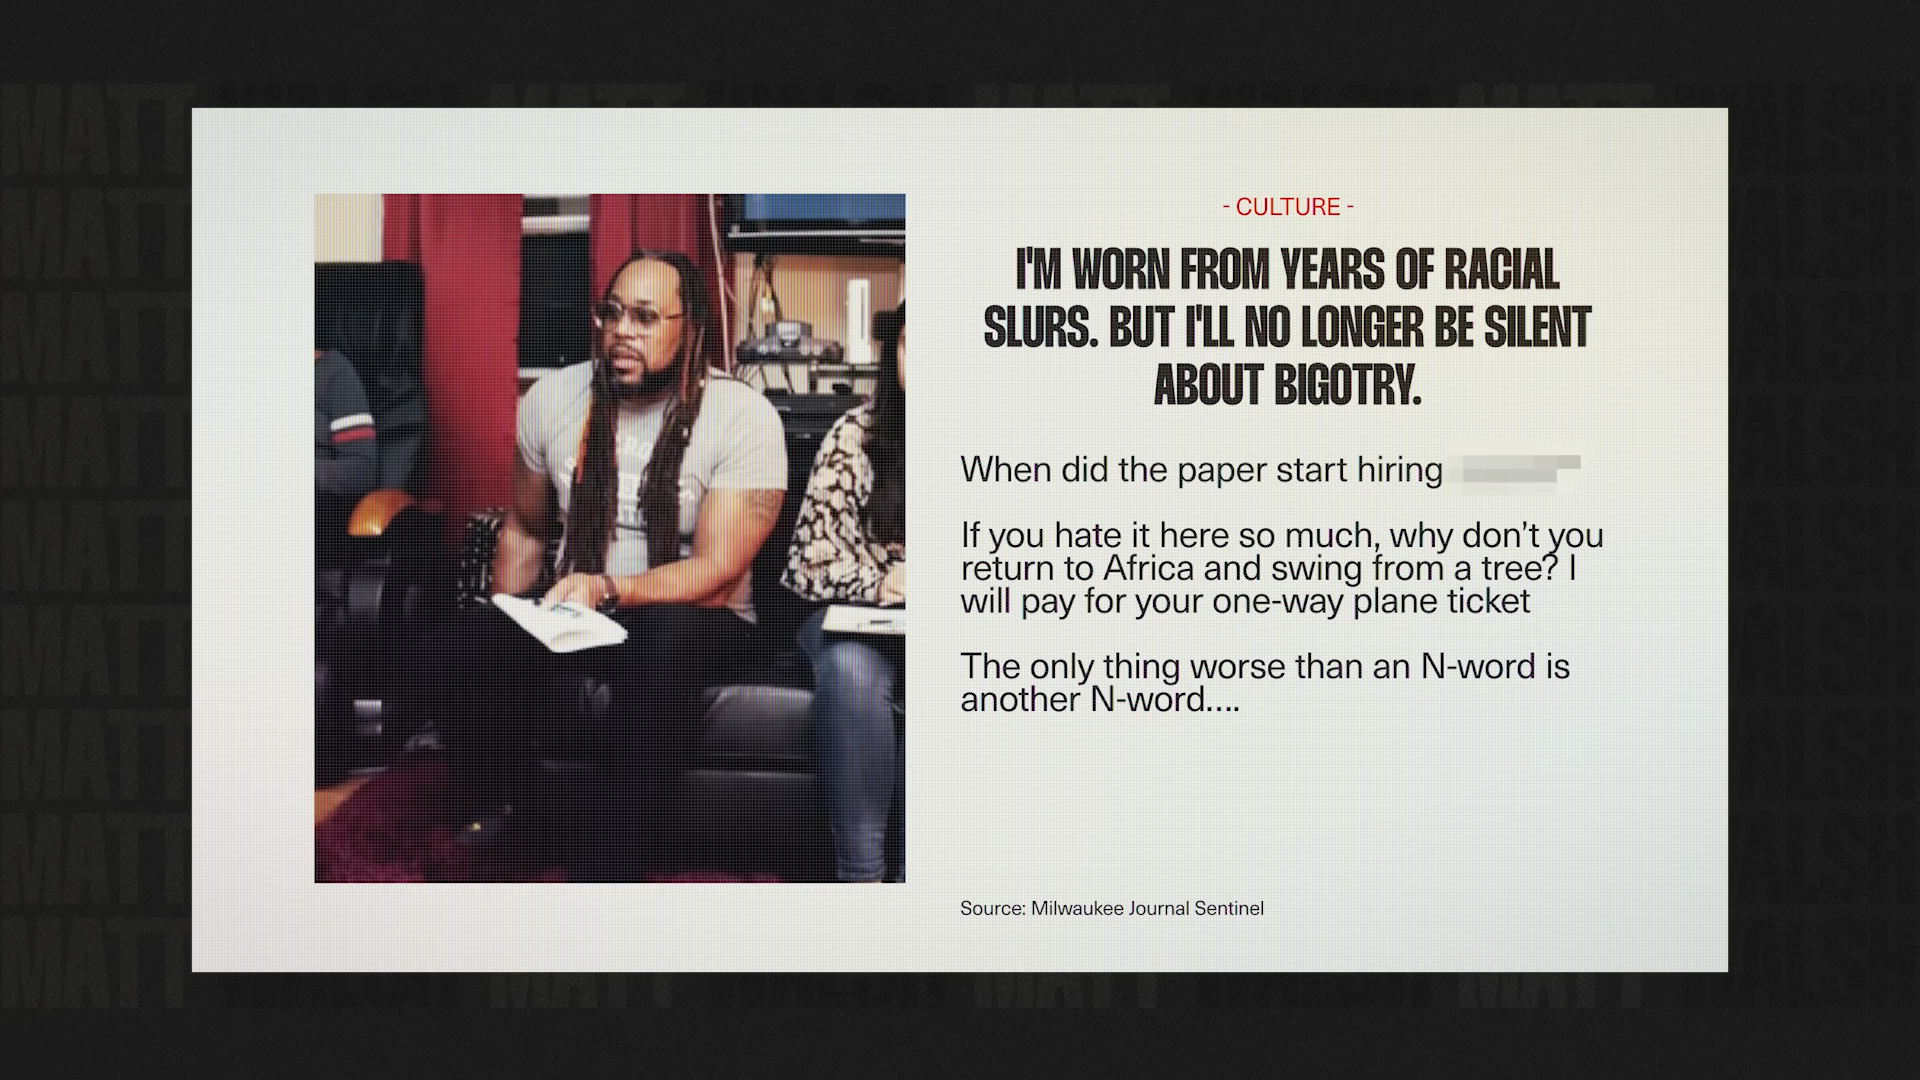 - CULTURE -
I'M WORN FROM YEARS OF RACIAL
SLURS. BUT I'LL NO LONGER BE SILENT
ABOUT BIGOTRY.
When did the paper start hiring
If you hate it here so much, why don’t you
return to Africa and swing from a tree? I
will pay for your one-way plane ticket
The only thing worse than an N-word is
another N-word....
Source: Milwaukee Journal Sentinel